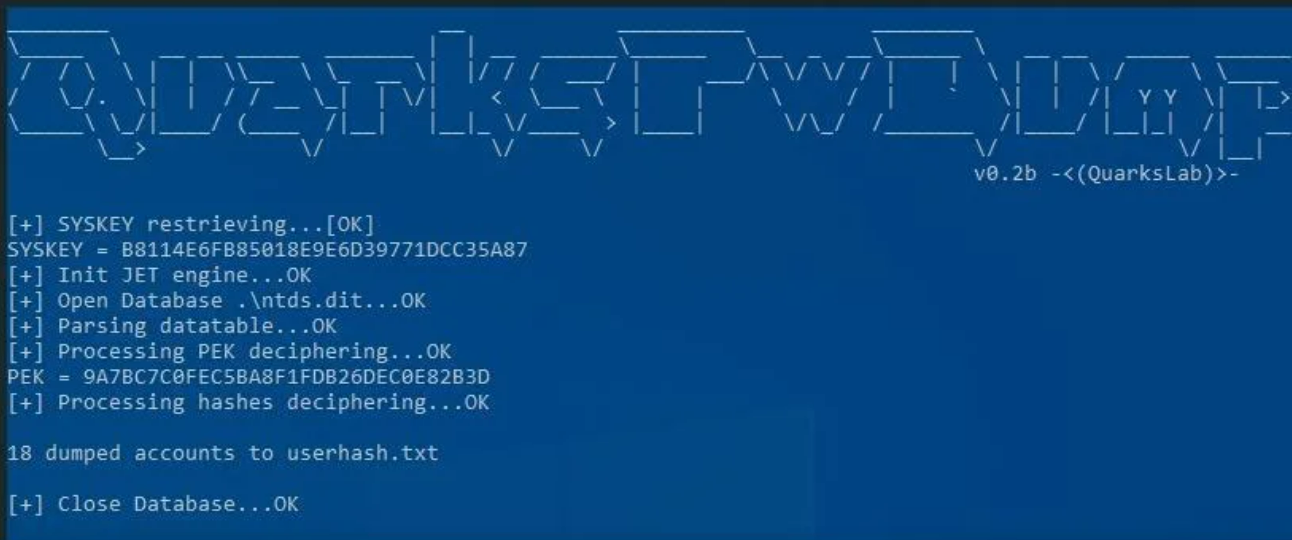 QuarksPwDump
v0.2b -<(QuarksLab)>-
[+] SYSKEY restrieving...[OK]
SYSKEY = B8114E6FB85018E9E6D39771DCC35A87
[+] Init JET engine...OK
[+] Open Database .\ntds.dit...OK
[+] Parsing datatable...OK
[+] Processing PEK deciphering...OK
PEK = 9A7BC7C0FEC5BA8F1FDB26DEC0E82B3D
[+] Processing hashes deciphering...OK
18 dumped accounts to userhash.txt
[+] Close Database...OK